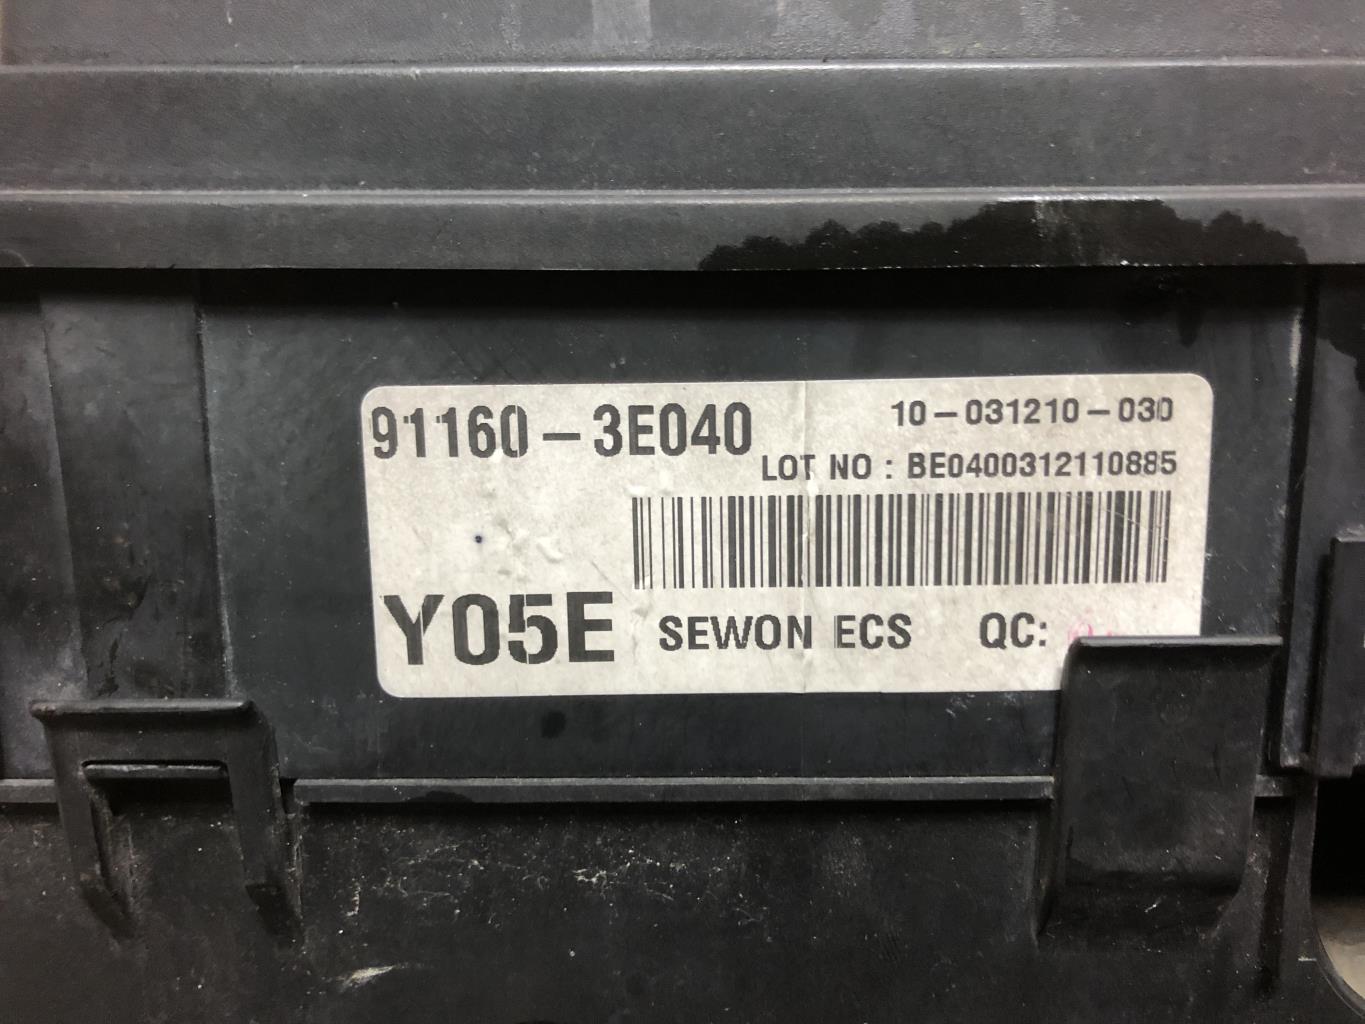 91160-3E040
10-031210-030
LOT NO : BE0400312110885
Y05E
SEWON ECS
QC: